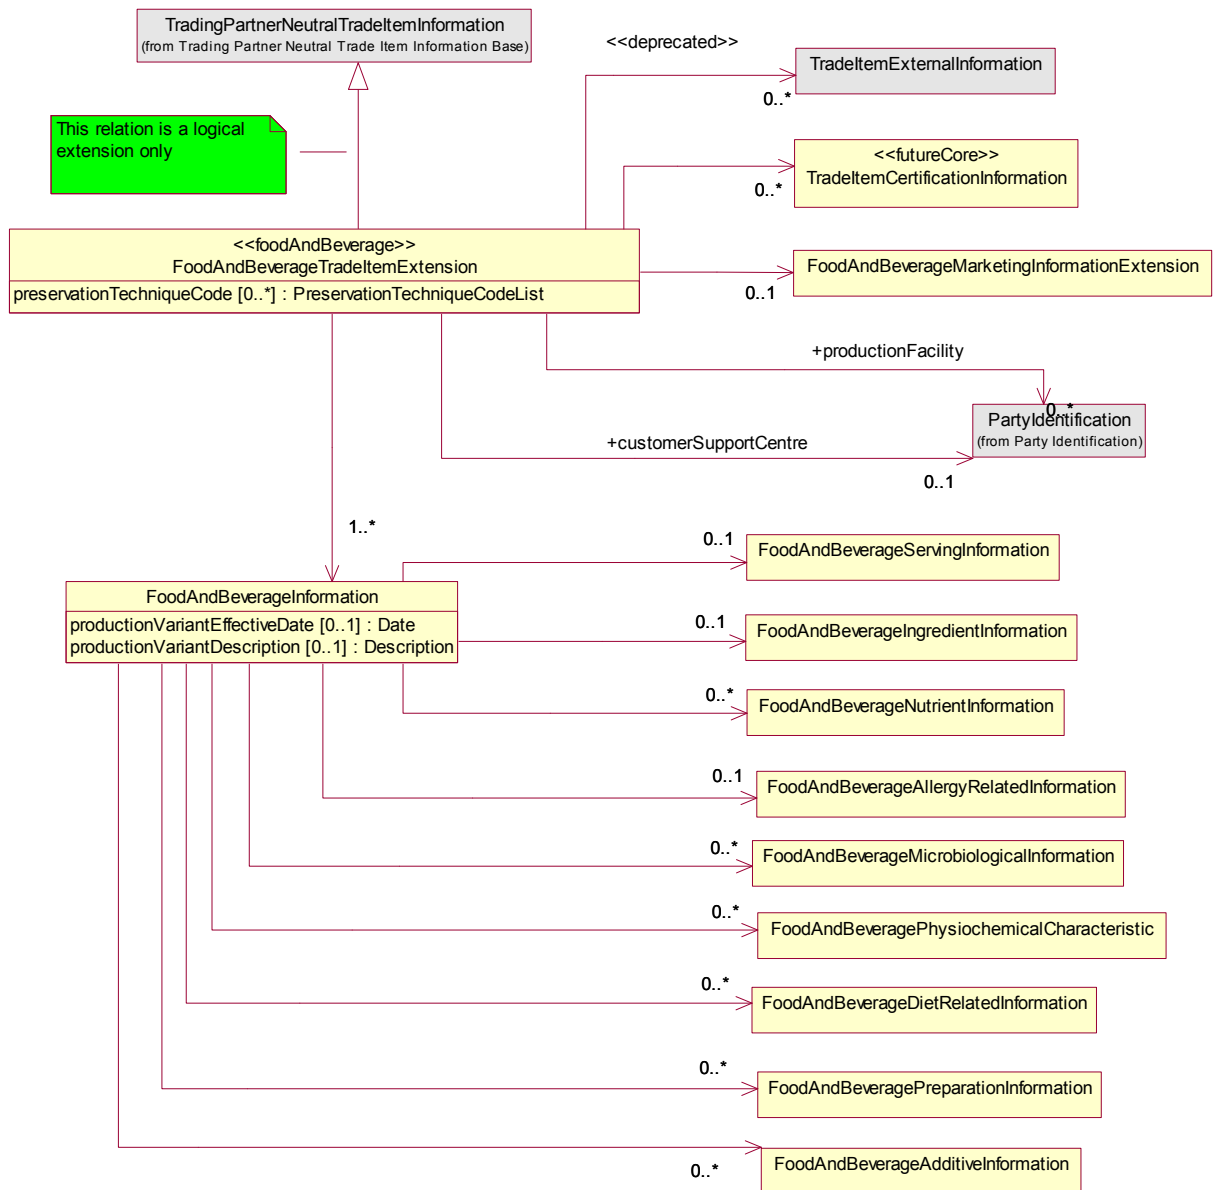 TradingPartnerNeutralTradeItemInformation
(from Trading Partner Neutral Trade Item Information Base)
<<deprecated>>
TradeItemExternalInformation
0..*
This relation is a logical
extension only
<<futureCore>>
TradeItemCertificationInformation
0..*
<<foodAndBeverage>>
FoodAndBeverageTradeItemExtension
preservationTechniqueCode [0..*] : PreservationTechniqueCodeList
FoodAndBeverageMarketingInformationExtension
0..1
+productionFacility
0..*
PartyIdentification
(from Party Identification)
+customerSupportCentre
0..1
1..*
FoodAndBeverageInformation
productionVariantEffectiveDate [0..1] : Date
productionVariantDescription [0..1] : Description
0..1
FoodAndBeverageServingInformation
0..1
FoodAndBeverageIngredientInformation
0..*
FoodAndBeverageNutrientInformation
0..1
FoodAndBeverageAllergyRelatedInformation
0..*
FoodAndBeverageMicrobiologicalInformation
0..*
FoodAndBeveragePhysiochemicalCharacteristic
0..*
FoodAndBeverageDietRelatedInformation
0..*
FoodAndBeveragePreparationInformation
0..*
FoodAndBeverageAdditiveInformation